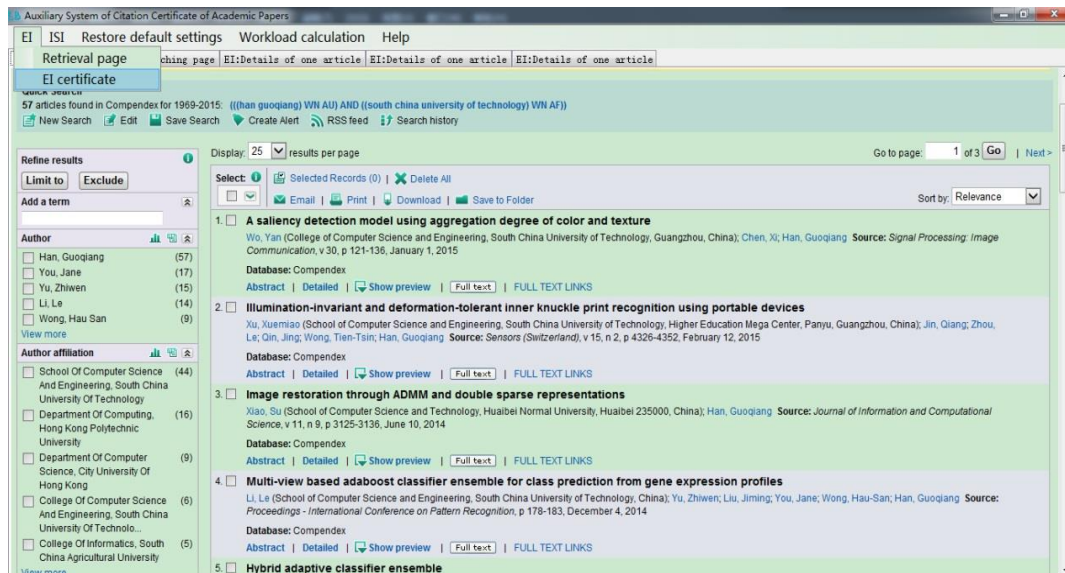 Auxiliary System of Citation Certificate of Academic Papers
EI ISI Restore default settings Workload calculation Help
Retrieval page
EI certificate
ching page EI:Details of one article EI:Details of one article EI:Details of one article
Quick Search
57 articles found in Compendex for 1969-2015: (((han guoqiang) WN AU) AND ((south china university of technology) WN AF))
New Search Edit Save Search Create Alert RSS feed Search history
Refine results
Limit to Exclude
Add a term
Author
Han, Guoqiang (57)
You, Jane (17)
Yu, Zhiwen (15)
Li, Le (14)
Wong, Hau San (9)
View more
Author affiliation
School Of Computer Science (44)
And Engineering, South China
University Of Technology
Department Of Computing, (16)
Hong Kong Polytechnic
University
Department Of Computer (9)
Science, City University Of
Hong Kong
College Of Computer Science (6)
And Engineering, South China
University Of Technolo...
College Of Informatics, South (5)
China Agricultural University
View more
Display: 25 results per page
Go to page: 1 of 3 Go | Next >
Select: Selected Records (0) | Delete All
Email | Print | Download | Save to Folder
Sort by: Relevance
1. A saliency detection model using aggregation degree of color and texture
Wo, Yan (College of Computer Science and Engineering, South China University of Technology, Guangzhou, China); Chen, Xi; Han, Guoqiang Source: Signal Processing: Image
Communication, v 30, p 121-136, January 1, 2015
Database: Compendex
Abstract | Detailed | Show preview | Full text | FULL TEXT LINKS
2. Illumination-invariant and deformation-tolerant inner knuckle print recognition using portable devices
Xu, Xuemiao (School of Computer Science and Engineering, South China University of Technology, Higher Education Mega Center, Panyu, Guangzhou, China); Jin, Qiang; Zhou,
Le; Qin, Jing; Wong, Tien-Tsin; Han, Guoqiang Source: Sensors (Switzerland), v 15, n 2, p 4326-4352, February 12, 2015
Database: Compendex
Abstract | Detailed | Show preview | Full text | FULL TEXT LINKS
3. Image restoration through ADMM and double sparse representations
Xiao, Su (School of Computer Science and Technology, Huaibei Normal University, Huaibei 235000, China); Han, Guoqiang Source: Journal of Information and Computational
Science, v 11, n 9, p 3125-3136, June 10, 2014
Database: Compendex
Abstract | Detailed | Show preview | Full text | FULL TEXT LINKS
4. Multi-view based adaboost classifier ensemble for class prediction from gene expression profiles
Li, Le (School of Computer Science and Engineering, South China University of Technology, China); Yu, Zhiwen; Liu, Jiming; You, Jane; Wong, Hau-San; Han, Guoqiang Source:
Proceedings - International Conference on Pattern Recognition, p 178-183, December 4, 2014
Database: Compendex
Abstract | Detailed | Show preview | Full text | FULL TEXT LINKS
5. Hybrid adaptive classifier ensemble